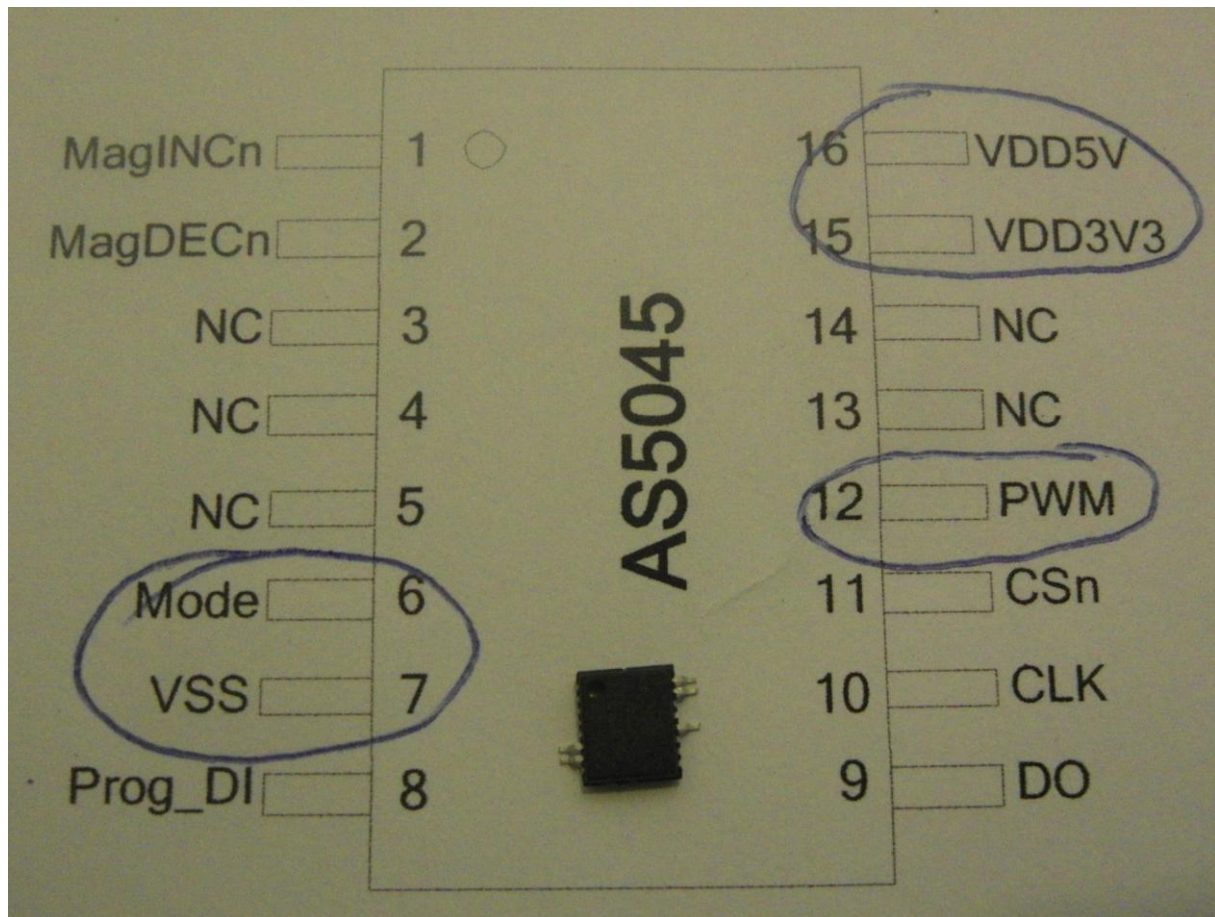 MagINCn 1 16 VDD5V
MagDECn 2 15 VDD3V3
NC 3 14 NC
NC 4 13 NC
NC 5 12 PWM
Mode 6 11 CSn
VSS 7 10 CLK
Prog_DI 8 9 DO
AS5045